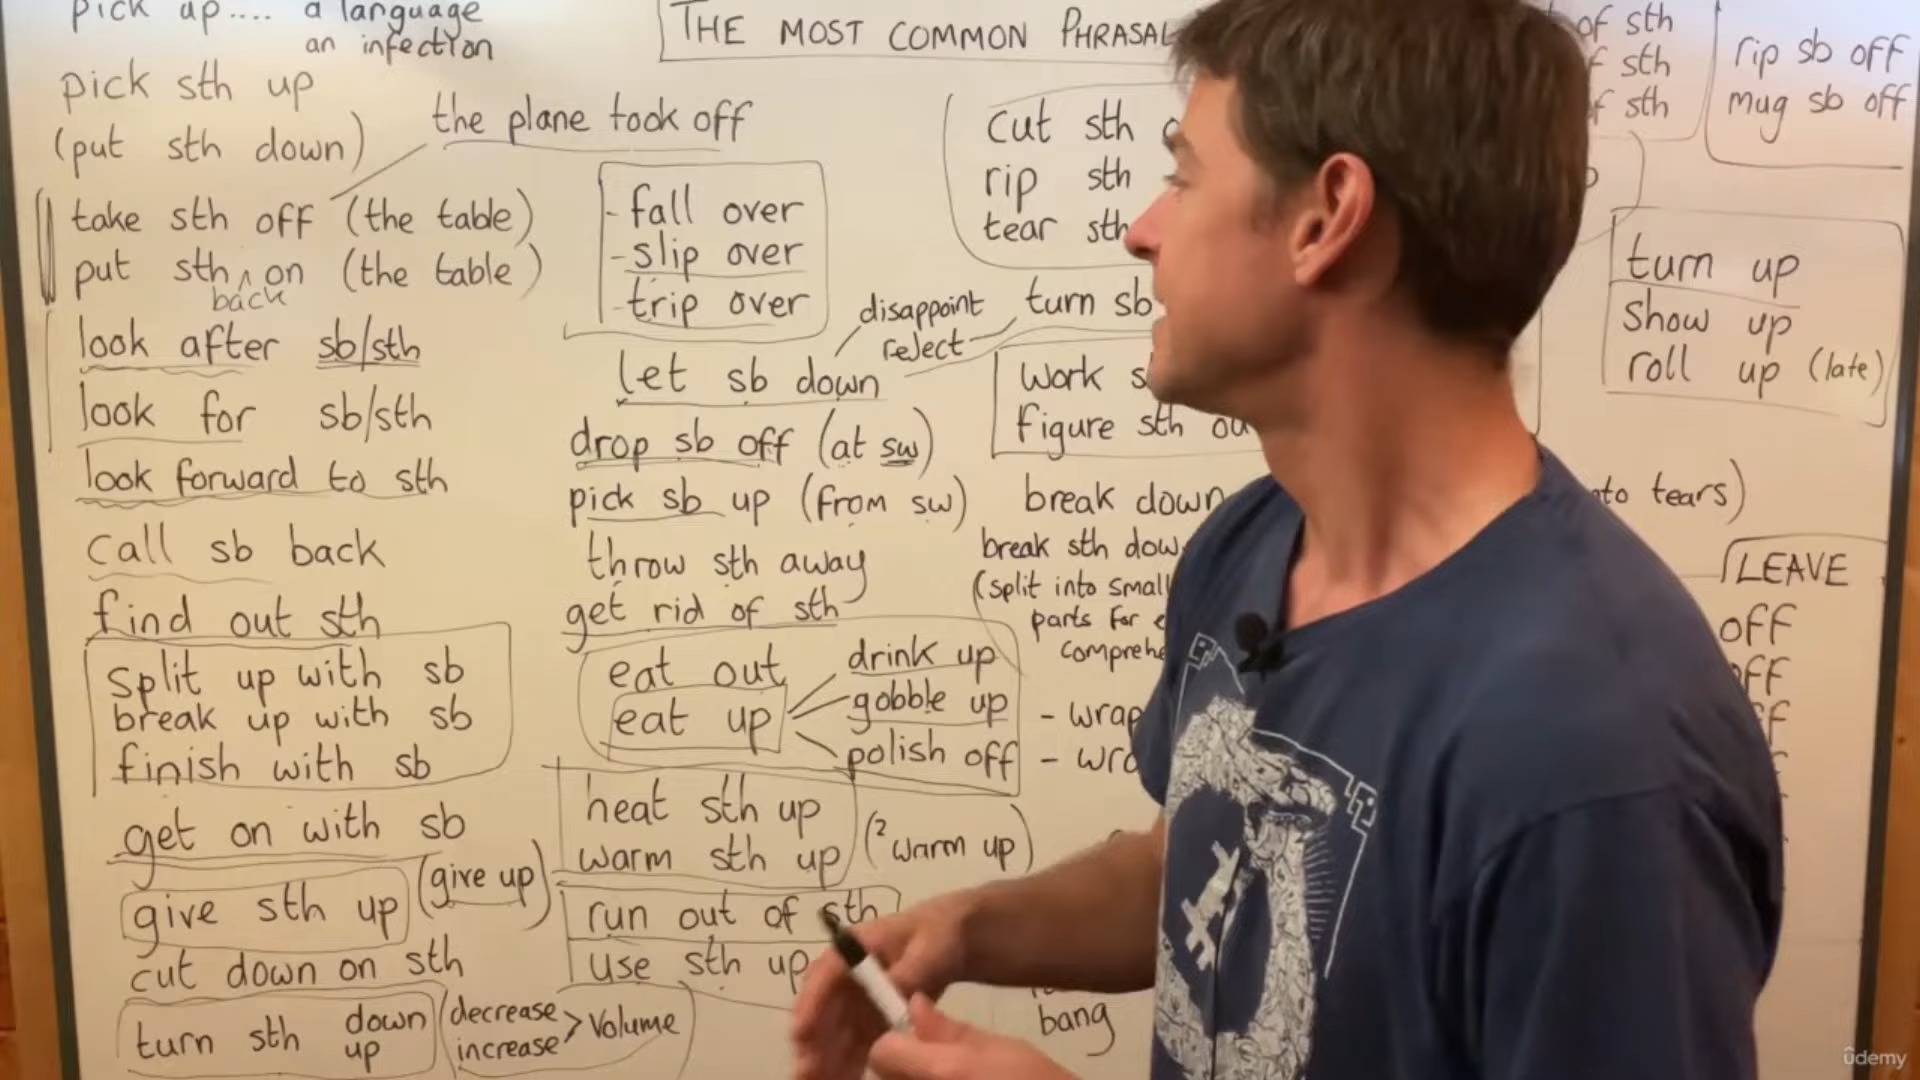 pick up.... a language
an infection
THE MOST COMMON PHRASAL
pick sth up
(put sth down)
the plane took off
take sth off (the table)
put sth ^ on (the table)
back
look after sb/sth
look for sb/sth
look forward to sth
call sb back
find out sth
split up with sb
break up with sb
finish with sb
get on with sb
give sth up (give up)
cut down on sth
turn sth down
up
(decrease
increase > Volume)
- fall over
- slip over
- trip over
disappoint
reject
let sb down
drop sb off (at sw)
pick sb up (from sw)
throw sth away
get rid of sth
eat out
eat up
drink up
gobble up
polish off
heat sth up
warm sth up
(2 warm up)
run out of sth
use sth up
cut sth
rip sth
tear sth
turn sb
work
figure sth
break down
break sth
(split into
parts for
- 
- 
bang
of sth
sth
sth
rip sb off
mug sb off
turn up
show up
roll up (late)
tears)
LEAVE
off
udemy